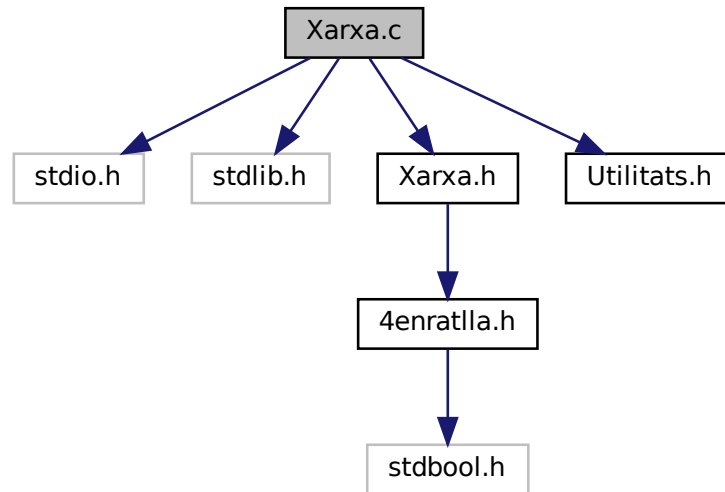 Xarxa.c
stdio.h
stdlib.h
Xarxa.h
Utilitats.h
4enratlla.h
stdbool.h